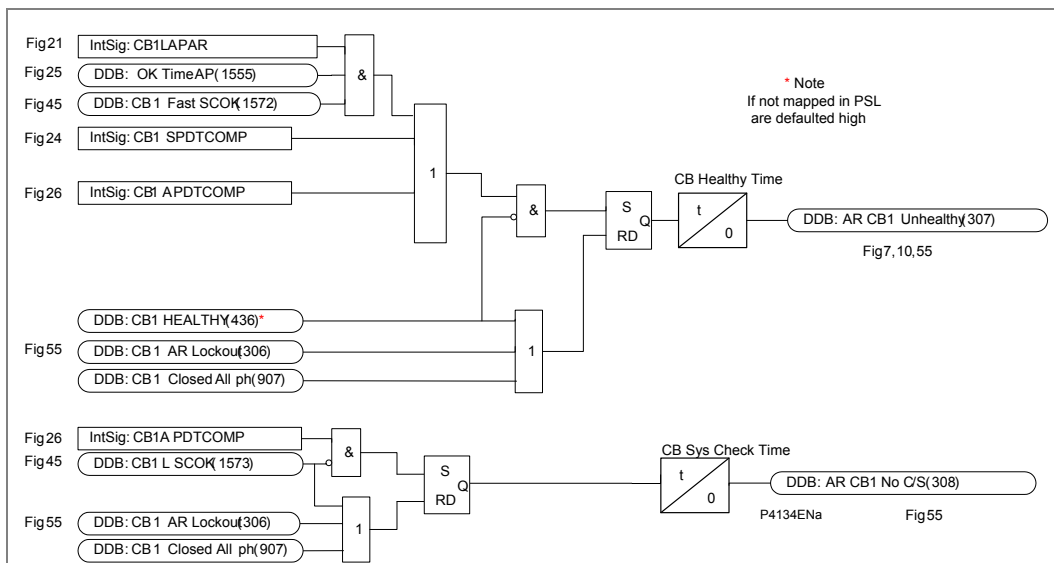 Fig21 IntSig: CB1LAPAR
Fig25 DDB: OK TimeAP(1555)
Fig45 DDB: CB1 Fast SCOK(1572)
&
* Note
If not mapped in PSL
are defaulted high
Fig24 IntSig: CB1 SPDTCOMP
1
Fig26 IntSig: CB1 APDTCOMP
&
S
Q
RD
CB Healthy Time
t
0
DDB: AR CB1 Unhealthy(307)
Fig7,10,55
DDB: CB1 HEALTHY(436)*
Fig55 DDB: CB1 AR Lockout(306)
1
DDB: CB1 Closed All ph(907)
Fig26 IntSig: CB1A PDTCOMP
Fig45 DDB: CB1 L SCOK(1573)
&
S
Q
RD
CB Sys Check Time
t
0
DDB: AR CB1 No C/S(308)
P4134ENa Fig55
Fig55 DDB: CB1 AR Lockout(306)
1
DDB: CB1 Closed All ph(907)